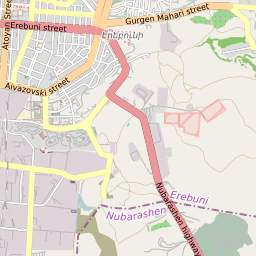 Gurgen Mahari street
Atoyan Street
Erebuni street
Էրեբունի
Aivazovski street
Erebuni
Nubarashen
Nubarashen highway